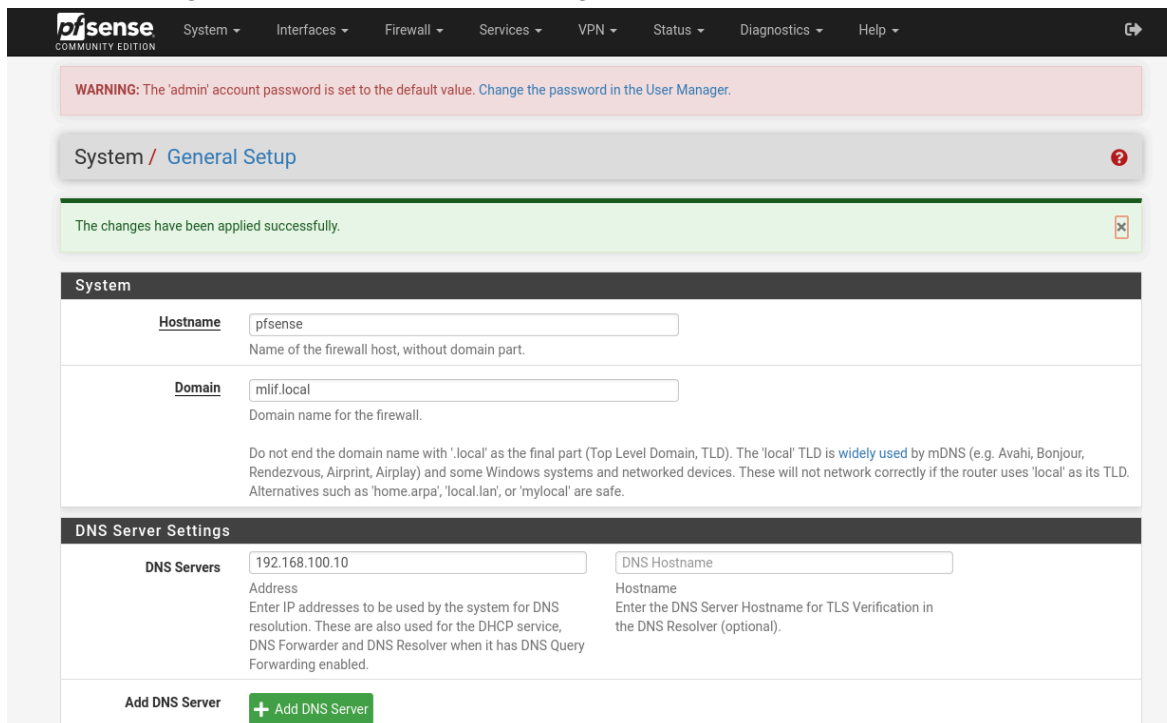 pfsense System Interfaces Firewall Services VPN Status Diagnostics Help
COMMUNITY EDITION
WARNING: The 'admin' account password is set to the default value. Change the password in the User Manager.
System / General Setup
The changes have been applied successfully.
System
Hostname pfsense
Name of the firewall host, without domain part.
Domain mlif.local
Domain name for the firewall.
Do not end the domain name with '.local' as the final part (Top Level Domain, TLD). The 'local' TLD is widely used by mDNS (e.g. Avahi, Bonjour,
Rendezvous, Airprint, Airplay) and some Windows systems and networked devices. These will not network correctly if the router uses 'local' as its TLD.
Alternatives such as 'home.arpa', 'local.lan', or 'mylocal' are safe.
DNS Server Settings
DNS Servers 192.168.100.10 DNS Hostname
Address Hostname
Enter IP addresses to be used by the system for DNS Enter the DNS Server Hostname for TLS Verification in
resolution. These are also used for the DHCP service, the DNS Resolver (optional).
DNS Forwarder and DNS Resolver when it has DNS Query
Forwarding enabled.
Add DNS Server + Add DNS Server